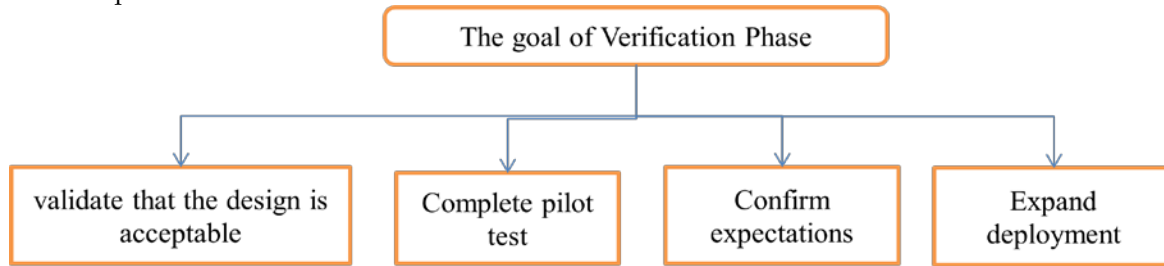 The goal of Verification Phase
validate that the design is
acceptable
Complete pilot
test
Confirm
expectations
Expand
deployment